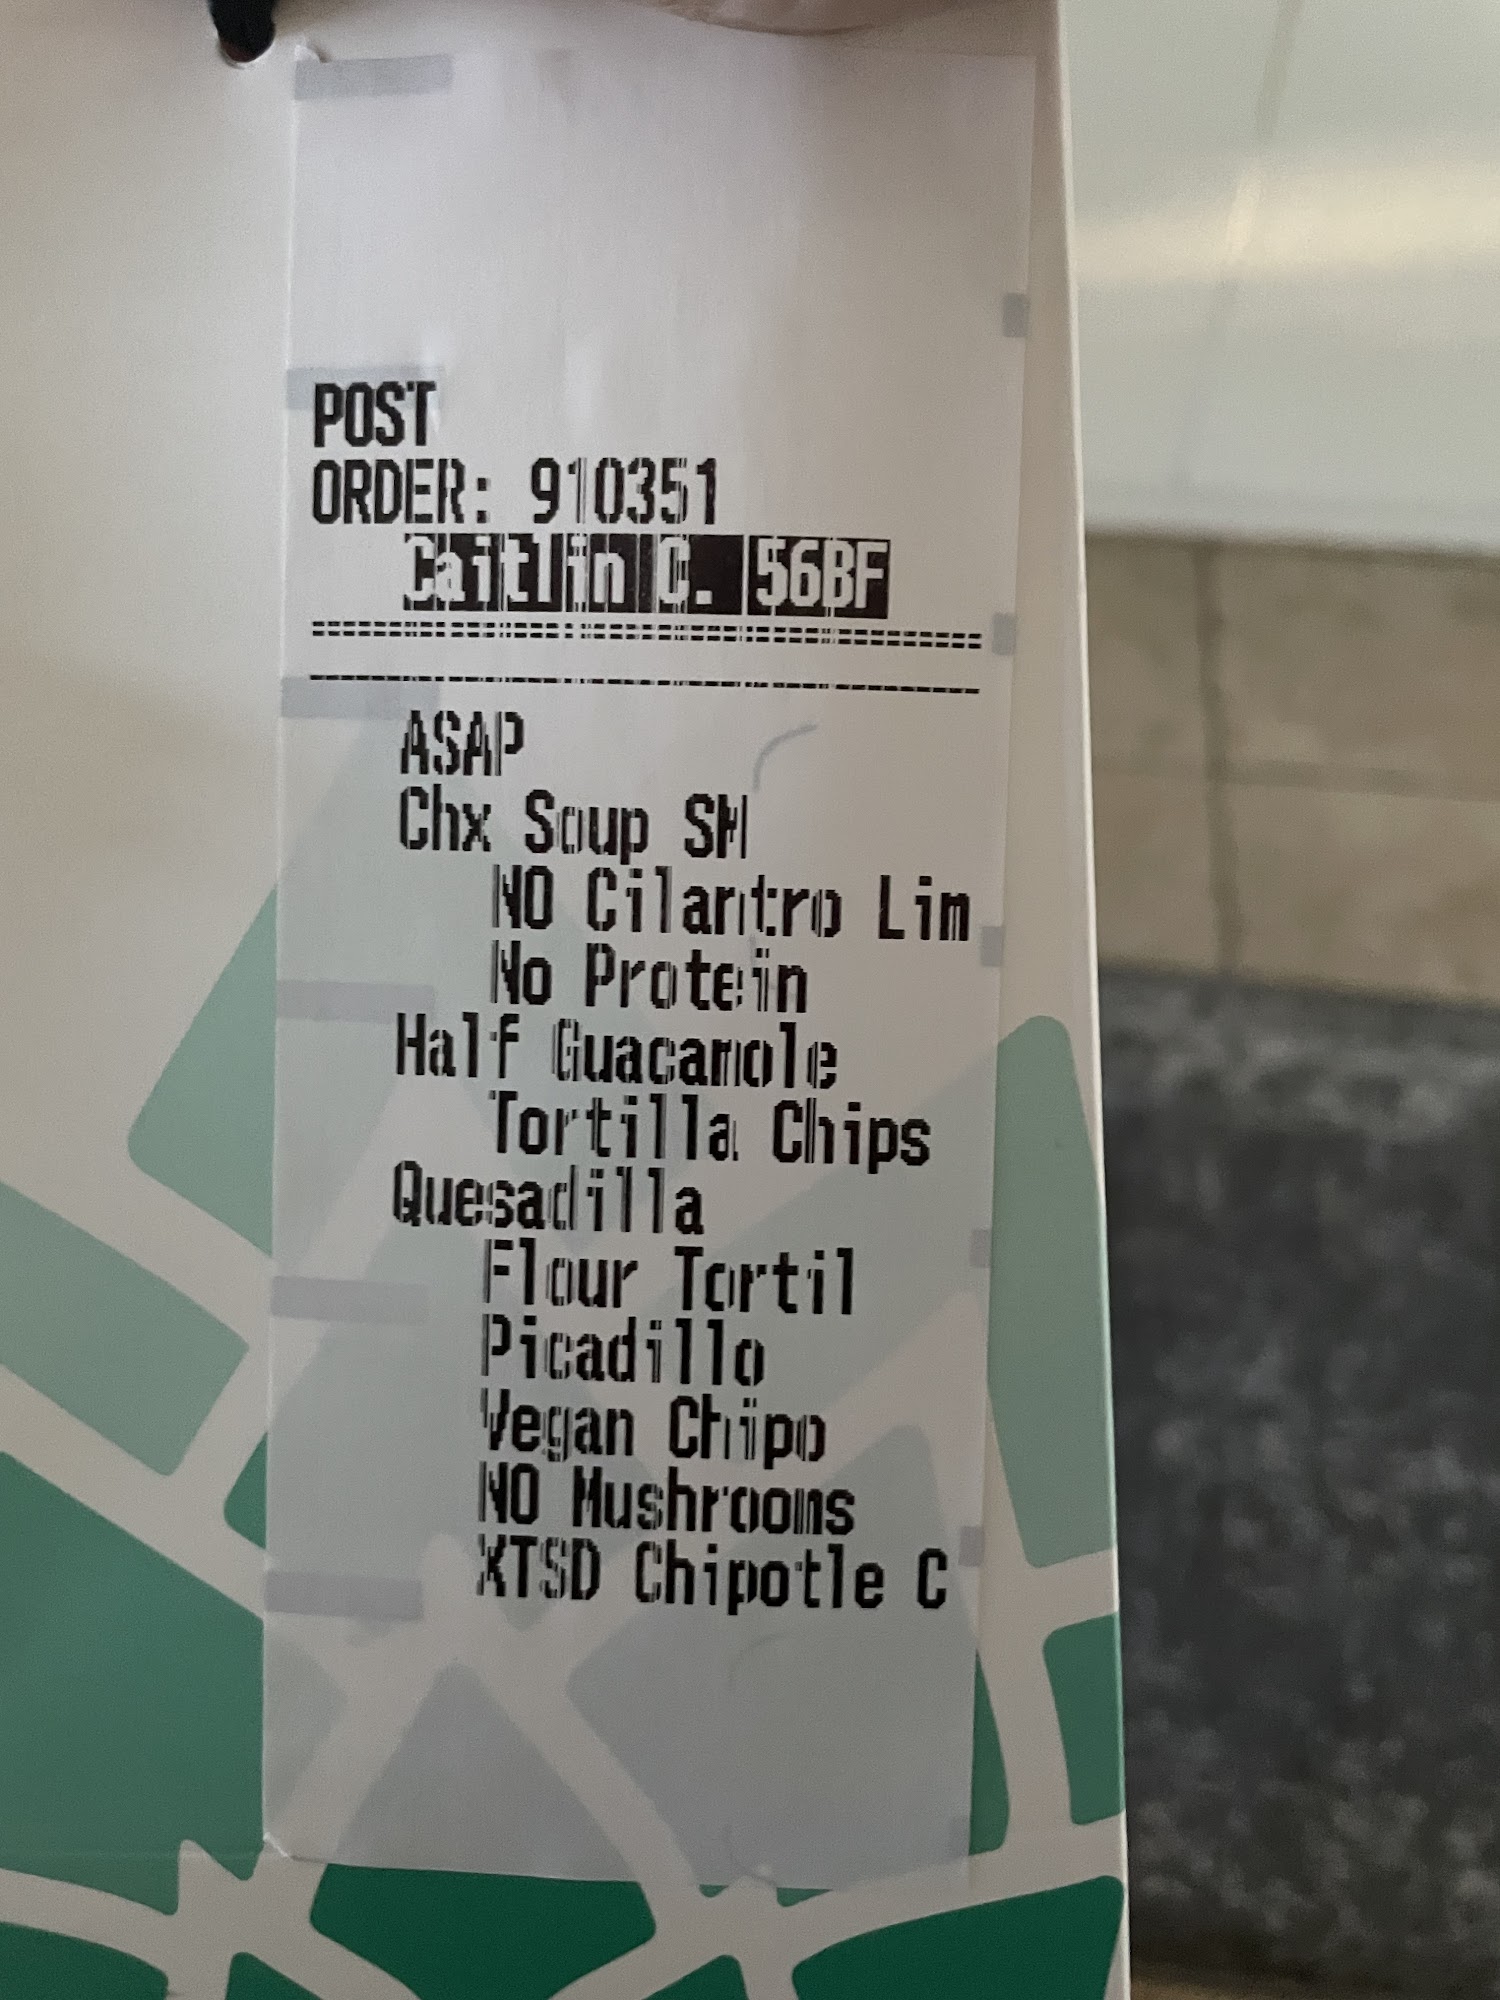 POST
ORDER: 910351
Caitlin C. 56BF
ASAP
Chx Soup SM
NO Cilantro Lim
No Protein
Half Guacamole
Tortilla Chips
Quesadilla
Flour Tortil
Picadillo
Vegan Chipo
NO Mushrooms
XTSD Chipotle C